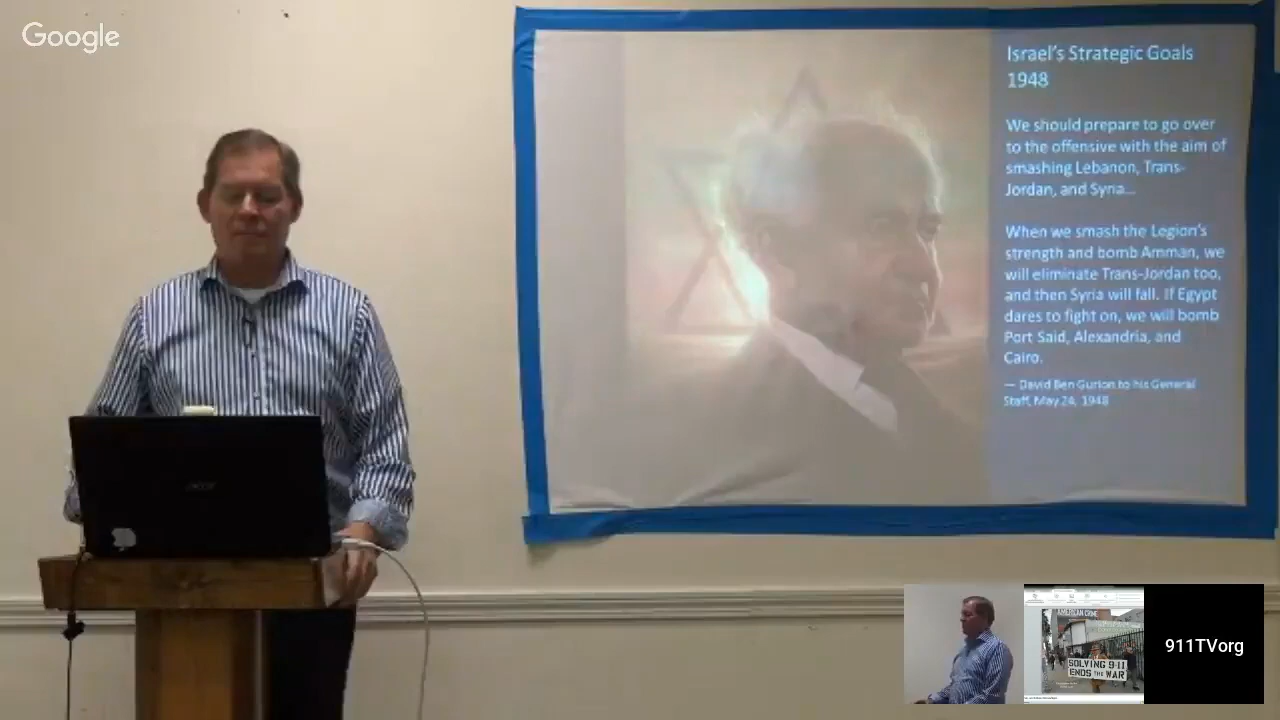 Google
Israel's Strategic Goals
1948
We should prepare to go over
to the offensive with the aim of
smashing Lebanon, Trans-
Jordan, and Syria...
When we smash the Legion's
strength and bomb Amman, we
will eliminate Trans-Jordan too,
and then Syria will fall. If Egypt
dares to fight on, we will bomb
Port Said, Alexandria, and
Cairo.
— David Ben Gurion to his General
Staff, May 24, 1948
acer
AMERICAN CRIME
SOLVING 9-11
ENDS THE WAR
911TVorg